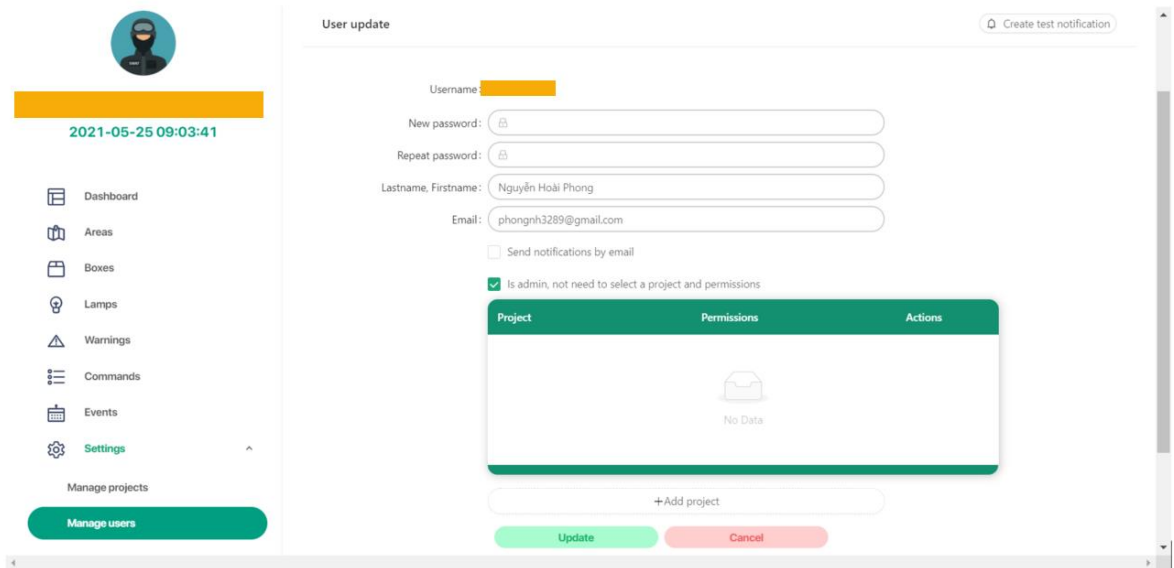 User update
Create test notification
2021-05-25 09:03:41
Dashboard
Areas
Boxes
Lamps
Warnings
Commands
Events
Settings
Manage projects
Manage users
Username:
New password:
Repeat password:
Lastname, Firstname: Nguyễn Hoài Phong
Email: phongnh3289@gmail.com
Send notifications by email
Is admin, not need to select a project and permissions
Project Permissions Actions
No Data
+Add project
Update Cancel